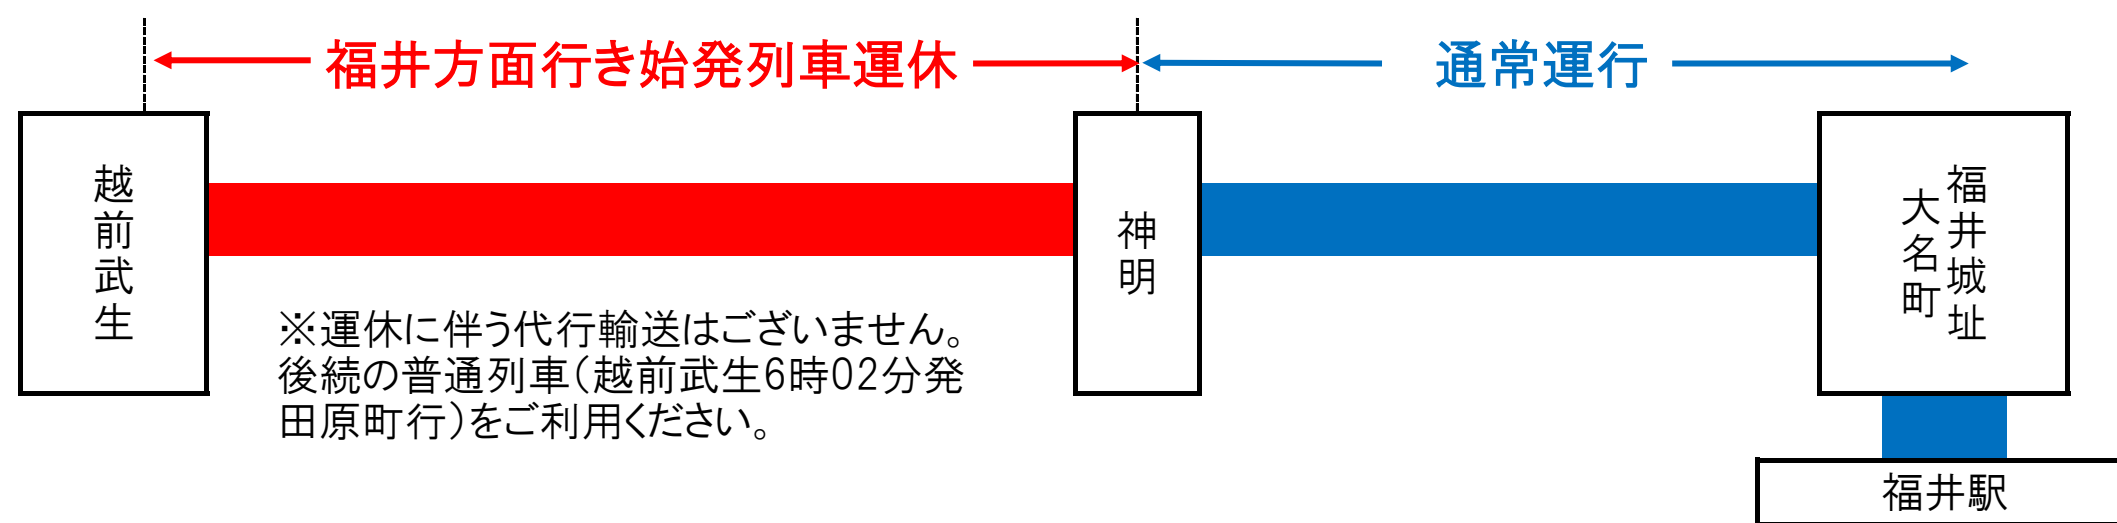 福井方面行き始発列車運休
通常運行
越前武生
神明
福井城址
大名町
※運休に伴う代行輸送はございません。
後続の普通列車(越前武生6時02分発
田原町行)をご利用ください。
福井駅